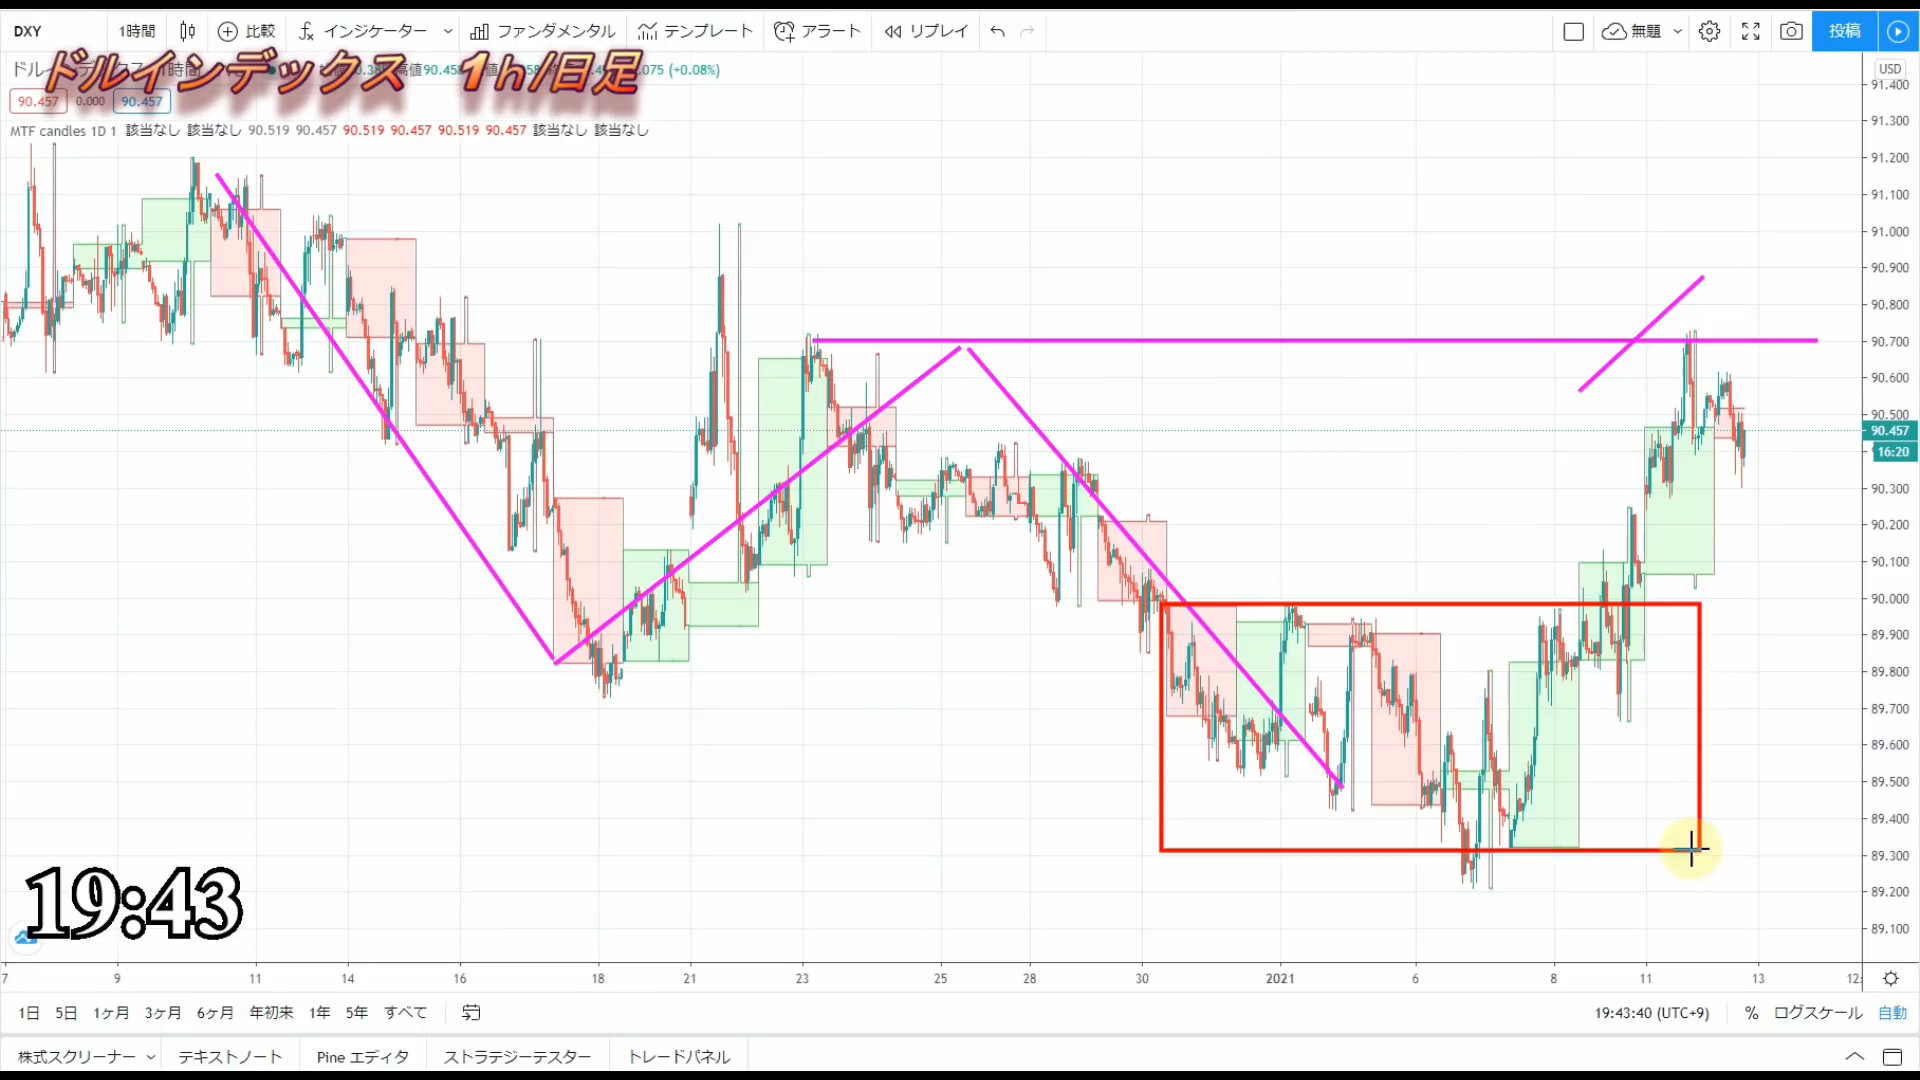 DXY 1時間 比較 インジケーター ファンダメンタル テンプレート アラート リプレイ 無題 投稿
ドルインデックス 1h/日足
高値90.458 075 (+0.08%)
90.457 0.000 90.457
MTF candles 1D 1 該当なし 該当なし 90.519 90.457 90.519 90.457 90.519 90.457 該当なし 該当なし
USD
91.400
91.300
91.200
91.100
91.000
90.900
90.800
90.700
90.600
90.500
90.457
16:20
90.300
90.200
90.100
90.000
89.900
89.800
89.700
89.600
89.500
89.400
89.300
89.200
89.100
19:43
7 9 11 14 16 18 21 23 25 28 30 2021 6 8 11 13 12:
1日 5日 1ヶ月 3ヶ月 6ヶ月 年初来 1年 5年 すべて 19:43:40 (UTC+9) % ログスケール 自動
株式スクリーナー テキストノート Pine エディタ ストラテジーテスター トレードパネル